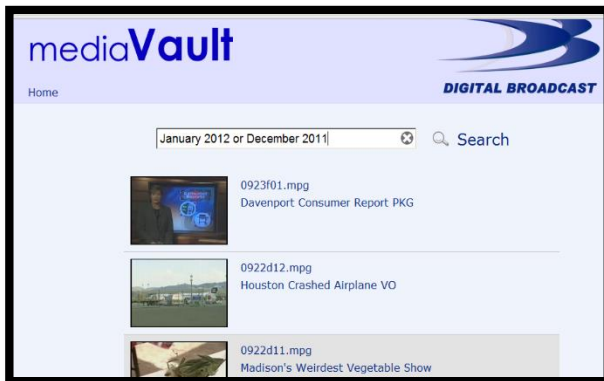 mediaVault
Home
DIGITAL BROADCAST
January 2012 or December 2011
Search
0923f01.mpg
Davenport Consumer Report PKG
0922d12.mpg
Houston Crashed Airplane VO
0922d11.mpg
Madison's Weirdest Vegetable Show